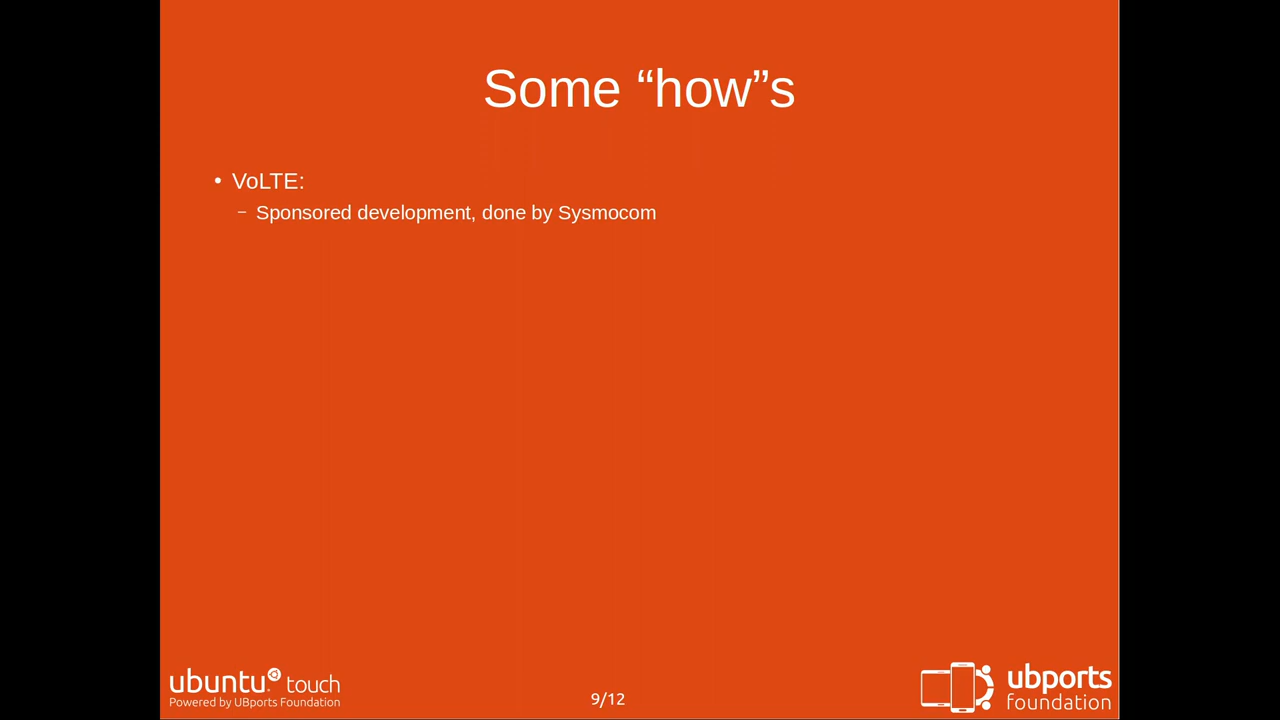 Some “how”s
• VoLTE:
– Sponsored development, done by Sysmocom
ubuntu touch
Powered by UBports Foundation
9/12
ubports
foundation